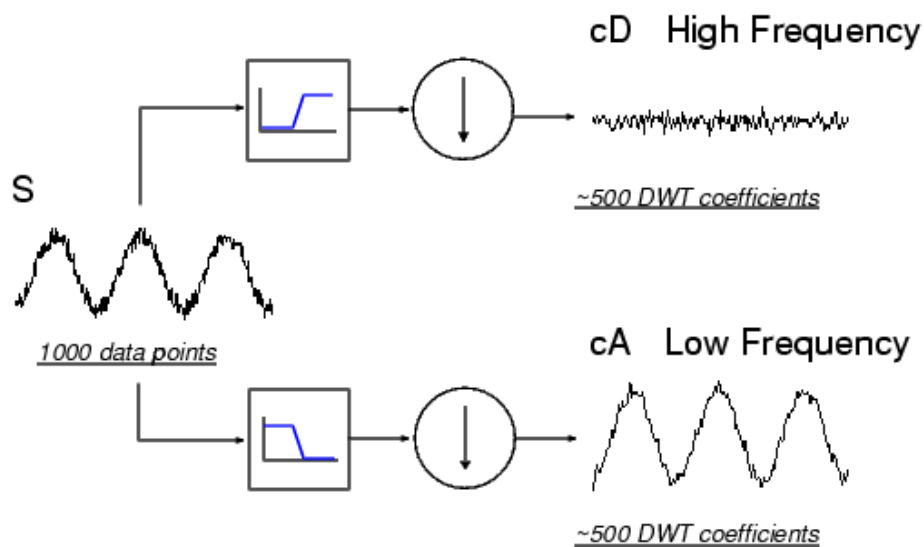 cD High Frequency
~500 DWT coefficients
S
1000 data points
cA Low Frequency
~500 DWT coefficients